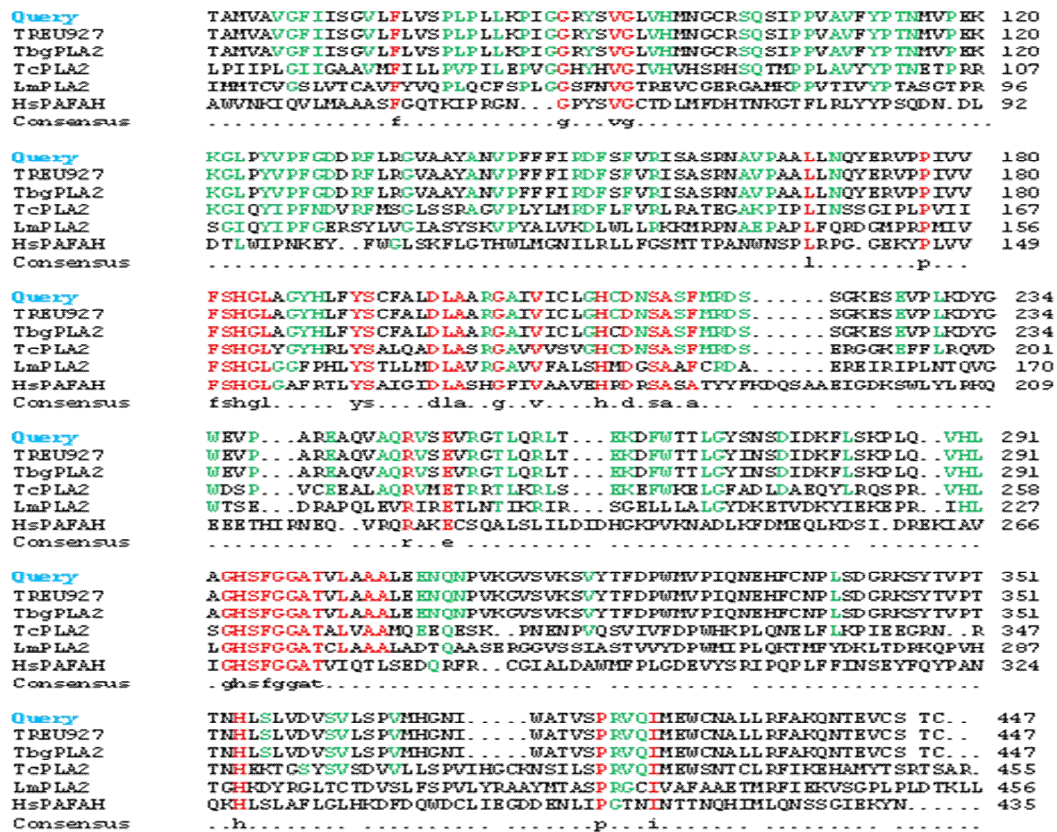 Query TAMVAVGFIISGVLFLVSPLPLLKPIGGRYSVGLVHMNGCRSQSIPPVAVFYPTNMVPEK 120
TREU927 TAMVAVGFIISGVLFLVSPLPLLKPIGGRYSVGLVHMNGCRSQSIPPVAVFYPTNMVPEK 120
TbgPLA2 TAMVAVGFIISGVLFLVSPLPLLKPIGGRYSVGLVHMNGCRSQSIPPVAVFYPTNMVPEK 120
TcPLA2 LPIIPLGIIGAAVMFILLPVPILEPVGGHYHVGIVHVHSRHSQTMPPLAVYYPTNETPRR 107
LmPLA2 IMMTCVGSLVTCAVFYVQPLQCFSPLGGSFNVGTREVCGERGAMKPPVTIVYPTASGTPR 96
HsPAFAH AWVNKIQVLMAAASFGQTKIPRGN...GPYSVGCTDLMFDHTNKGTFLRLYYPSQDN.DL 92
Consensus ..............f............g...vg..........................
Query KGLPYVPFGDDRFLRGVAAYANVPFFFIRDFSFVRISASRNAVPAALLNQYERVPPIVV 180
TREU927 KGLPYVPFGDDRFLRGVAAYANVPFFFIRDFSFVRISASRNAVPAALLNQYERVPPIVV 180
TbgPLA2 KGLPYVPFGDDRFLRGVAAYANVPFFFIRDFSFVRISASRNAVPAALLNQYERVPPIVV 180
TcPLA2 KGIQYIPFNDVRFMSGLSSRAGVPLYLMRDFLFVRLRATEGAKPIPLINSSGIPLPVII 167
LmPLA2 SGIQYIPFGERSYLVGIASYSKVPYALVKDLWLLRKKMRPNAEPAPLFQRDGMPRPMIV 156
HsPAFAH DTLWIPNKEY..FWGLSKFLGTHWLMGNILRLLFGSMTTPANWNSPLRPG.GEKYPLVV 149
Consensus .............................................l........p...
Query FSHGLAGYHLFYSCFALDLAARGAIVICLGHCDNSASFMRDS......SGKESEVPLKDYG 234
TREU927 FSHGLAGYHLFYSCFALDLAARGAIVICLGHCDNSASFMRDS......SGKESEVPLKDYG 234
TbgPLA2 FSHGLAGYHLFYSCFALDLAARGAIVICLGHCDNSASFMRDS......SGKESEVPLKDYG 234
TcPLA2 FSHGLYGYHRLYSALQADLASRGAVVVSVGHCDNSASFMRDS......ERGGKEFFLRQVD 201
LmPLA2 FSHGLGGFPHLYSTLLMDLAVRGAVVFALSHMDGSAAFCRDA......EREIRIPLNTQVG 170
HsPAFAH FSHGLGAFRTLYSAIGIDLASHGFIVAAVEHRDRSASATYYFKDQSAAEIGDKSWLYLRKQ 209
Consensus fshgl.....ys....dla..g..v....h.d.sa.a........................
Query WEVP...AREAQVAQRVSEVRGTLQRLT...EKDFWTTLGYSNSDIDKFLSKPLQ..VHL 291
TREU927 WEVP...AREAQVAQRVSEVRGTLQRLT...EKDFWTTLGYINSDIDKFLSKPLQ..VHL 291
TbgPLA2 WEVP...AREAQVAQRVSEVRGTLQRLT...EKDFWTTLGYINSDIDKFLSKPLQ..VHL 291
TcPLA2 WDSP...VCEEALAQRVMETRRTLKRLS...EKEFWKELGFADLDAEQYLRQSPR..VHL 258
LmPLA2 WTSE..DRAPQLEVRIRETLNTIKRIR...SGELLLALGYDKETVDKYIEKEPR..IHL 227
HsPAFAH EEETHIRNEQ..VRQRAKECSQALSLILDIDHGKPVKNADLKFDMEQLKDSI.DREKIAV 266
Consensus ...............r..e.........................................
Query AGHSFGGATVLAAALEENQNPVKGVSVKSVYTFDPWMVPIQNEHFCNPLSDGRKSYTVPT 351
TREU927 AGHSFGGATVLAAALEENQNPVKGVSVKSVYTFDPWMVPIQNEHFCNPLSDGRKSYTVPT 351
TbgPLA2 AGHSFGGATVLAAALEENQNPVKGVSVKSVYTFDPWMVPIQNEHFCNPLSDGRKSYTVPT 351
TcPLA2 SGHSFGGATALVAAMQEEQESK..PNENPVQSVIVFDPWHKPLQNELFLKPIEEGRN..R 347
LmPLA2 LGHSFGGATCLAAALADTQAASERGGVSSIASTVVYDPWMIPLQKTMFYDKLTDRKQPVH 287
HsPAFAH IGHSFGGATVIQTLSEDQRFR..CGIALDAWMFPLGDEVYSRIPQPLFFINSEYFQYPAN 324
Consensus .ghsfggat..................................................
Query TNHLSLVDVSVLSPVMHGNI.....WATVSPRVQIMEWCNALLRFAKQNTEVCS TC.. 447
TREU927 TNHLSLVDVSVLSPVMHGNI.....WATVSPRVQIMEWCNALLRFAKQNTEVCS TC.. 447
TbgPLA2 TNHLSLVDVSVLSPVMHGNI.....WATVSPRVQIMEWCNALLRFAKQNTEVCS TC.. 447
TcPLA2 TNHEKTGSYSVSDVVLLSPVIHGCKNSILSPRVQIMEWSNTCLRFIKEHAMYTSRTSAR. 455
LmPLA2 TGHKDYRGLTCTDVSLFSPVLYRAAYMTASPRGCIVAFAAETMRFIEKVSGPLPLDTKLL 456
HsPAFAH QKHLSLAFLGLHKDFDQWDCLIEGDDENLIPGTNINTTNQHIMLQNSSGIEKYN...... 435
Consensus ..h...........................p...i.........................